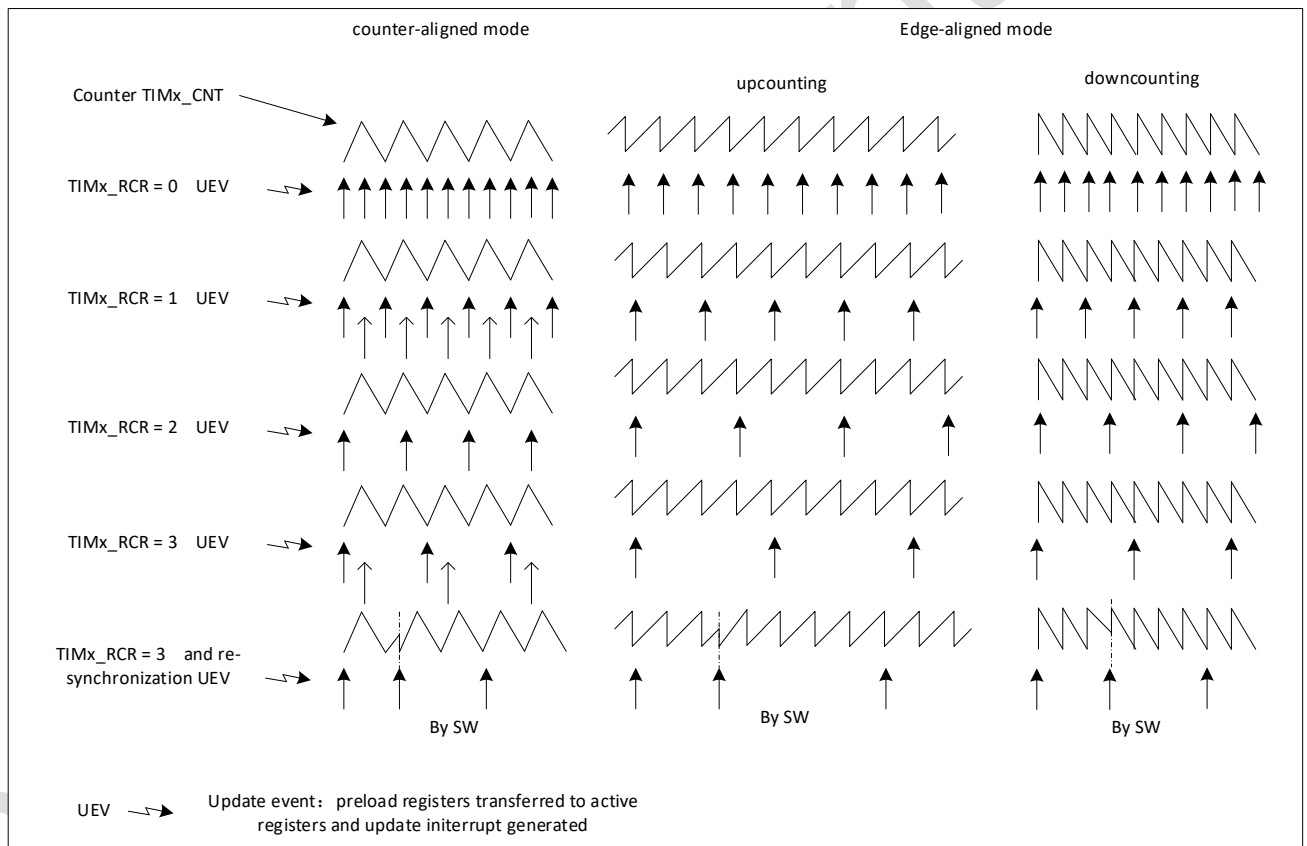 counter-aligned mode
Edge-aligned mode
upcounting
downcounting
Counter TIMx_CNT
TIMx_RCR = 0 UEV
TIMx_RCR = 1 UEV
TIMx_RCR = 2 UEV
TIMx_RCR = 3 UEV
TIMx_RCR = 3 and re-
synchronization UEV
By SW
By SW
By SW
UEV
Update event：preload registers transferred to active
registers and update initerrupt generated